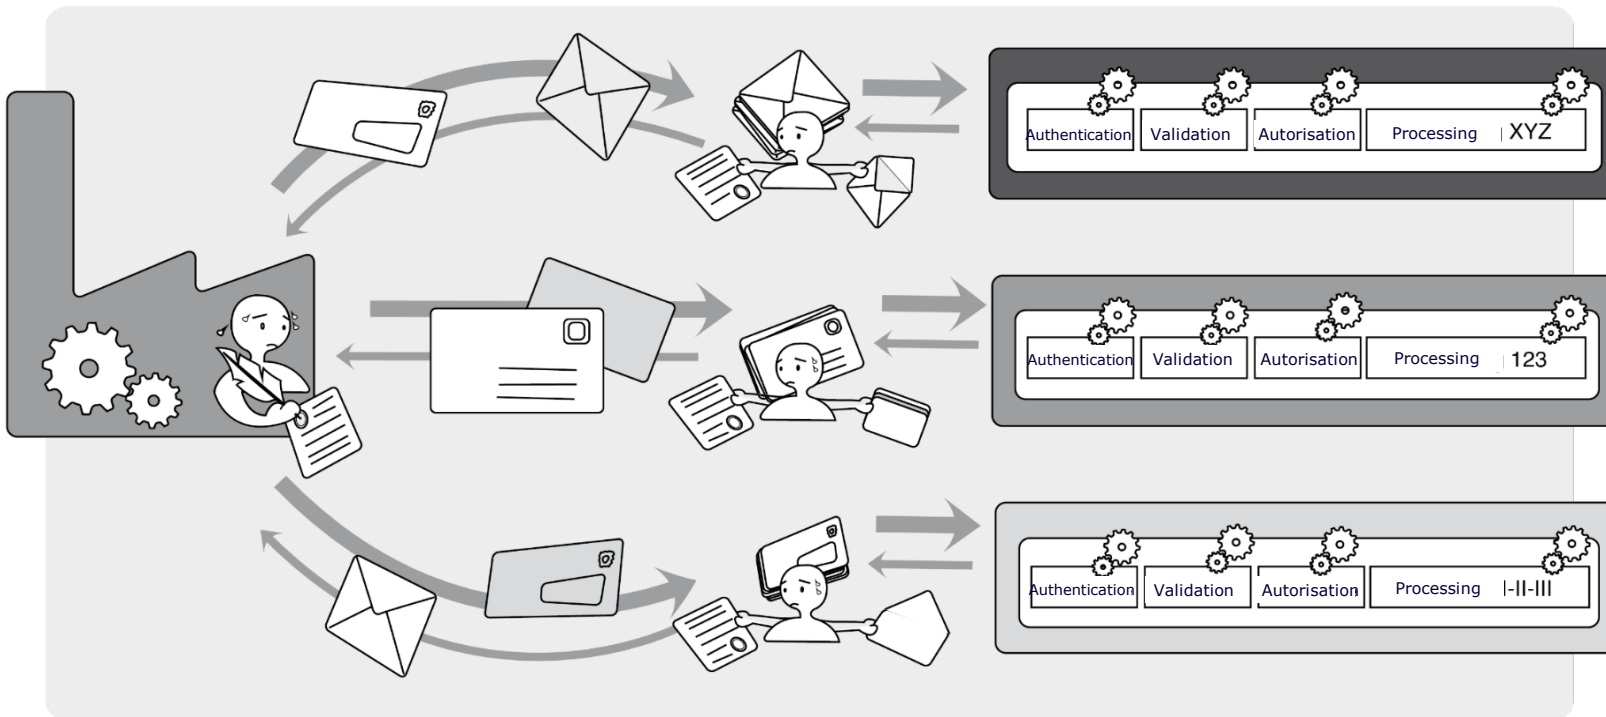 Authentication Validation Autorisation Processing XYZ
Authentication Validation Autorisation Processing 123
Authentication Validation Autorisation Processing I-II-III